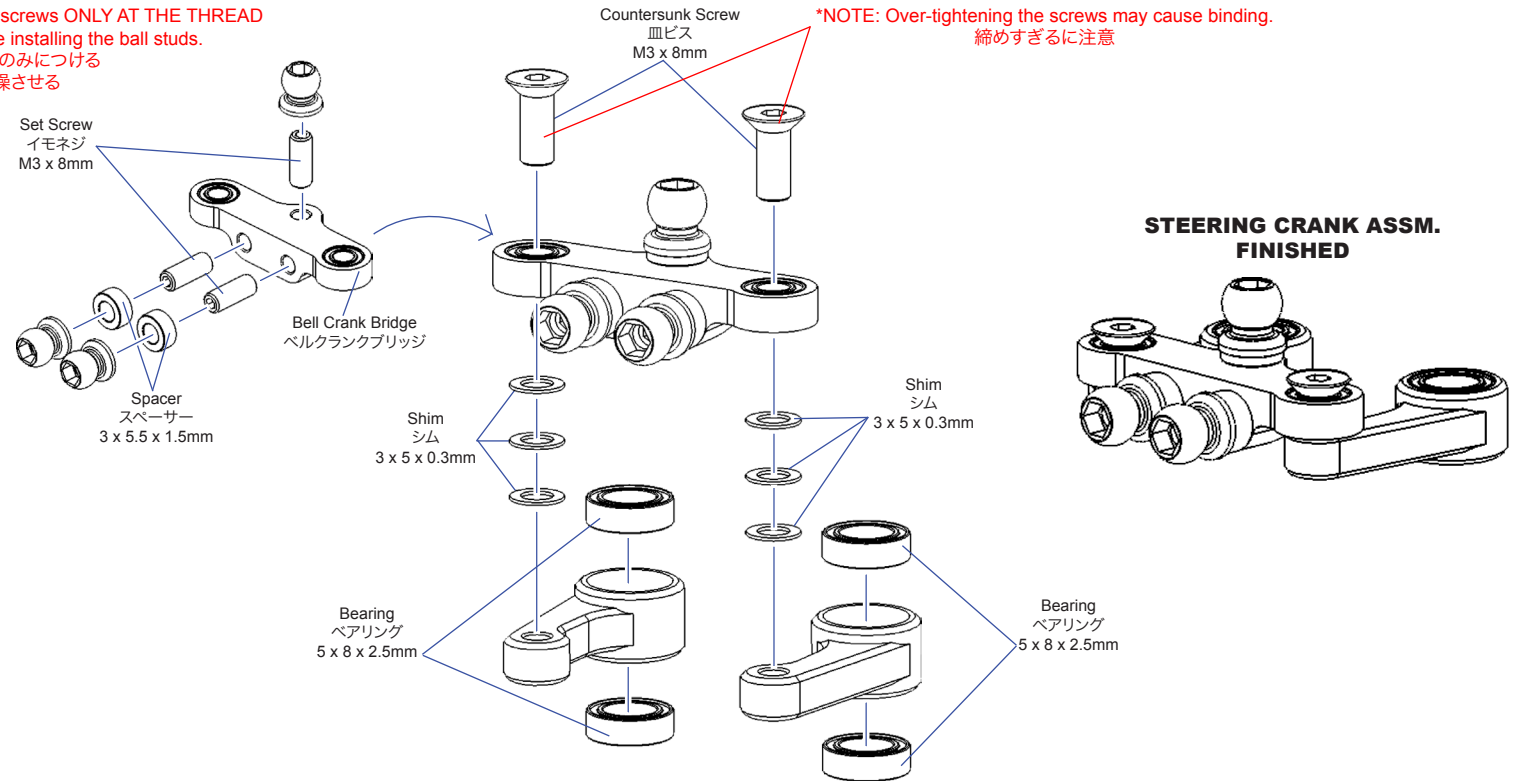 screws ONLY AT THE THREAD
e installing the ball studs.
のみにつける
燥させる
Set Screw
イモネジ
M3 x 8mm
Bell Crank Bridge
ベルクランクブリッジ
Spacer
スペーサー
3 x 5.5 x 1.5mm
Countersunk Screw
皿ビス
M3 x 8mm
*NOTE: Over-tightening the screws may cause binding.
締めすぎるに注意
Shim
シム
3 x 5 x 0.3mm
Shim
シム
3 x 5 x 0.3mm
Bearing
ベアリング
5 x 8 x 2.5mm
Bearing
ベアリング
5 x 8 x 2.5mm
STEERING CRANK ASSM.
FINISHED